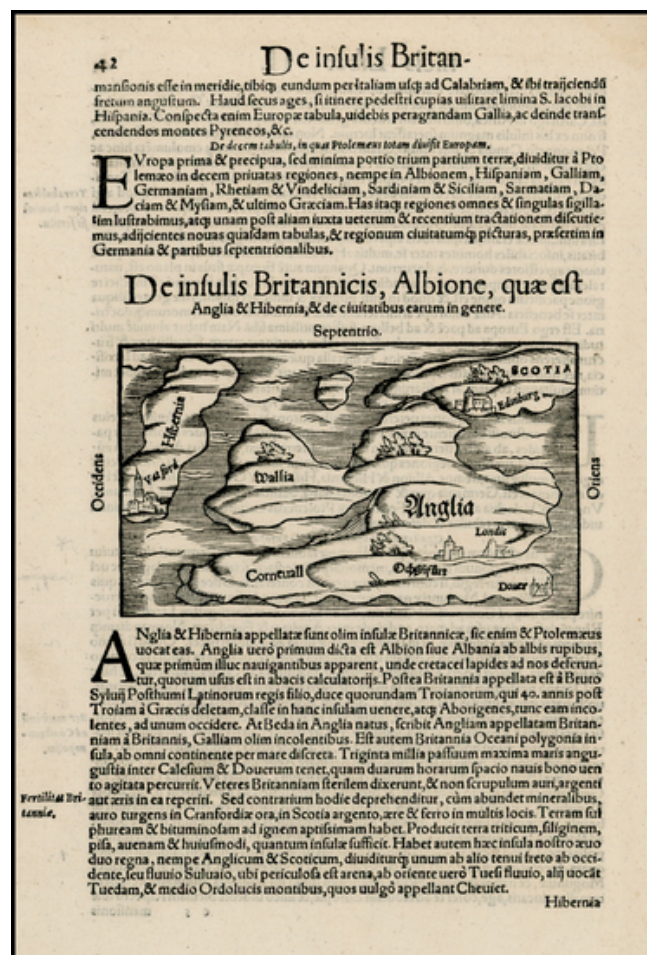 42
De insulis Britan-
mansionis esse in meridie, tibiq; eundum per Italiam usq; ad Calabriam, & ibi traijciendũ
fretum angustum. Haud secus ages, si itinere pedestri cupias uisitare limina S. Iacobi in
Hispania. Conspecta enim Europæ tabula, uidebis peragrandam Gallia, ac deinde trans
cendendos montes Pyreneos, &c.
De decem tabulis, in quas Ptolemeus totam diuisit Europam.
EVropa prima & precipua, sed minima portio trium partium terræ, diuiditur à Pto
lemæo in decem priuatas regiones, nempe in Albionem, Hispaniam, Galliam,
Germaniam, Rhetiam & Vindeliciam, Sardiniam & Siciliam, Sarmatiam, Da-
ciam & Mysiam, & ultimo Græciam. Has itaq; regiones omnes & singulas sigilla-
tim lustrabimus, atq; unam post aliam iuxta ueterum & recentium tractationem discutie-
mus, adijcientes nouas quasdam tabulas, & regionum ciuitatumq; picturas, præsertim in
Germania & partibus septentrionalibus.
De insulis Britannicis, Albione, quæ est
Anglia & Hibernia, & de ciuitatibus earum in genere.
Septentrio.
Occidens
Oriens
SCOTIA
Edinburg
Hibernia
Vatford
Wallia
Anglia
Londē
Cornewall
Douer
ANglia & Hibernia appellatæ sunt olim insulæ Britannicæ, sic enim & Ptolemæus
uocat eas. Anglia uerò primum dicta est Albion siue Albania ab albis rupibus,
quæ primùm illuc nauigantibus apparent, unde cretacei lapides ad nos deferun-
tur, quorum usus est in abacis calculatorijs. Postea Britannia appellata est à Bruto
Syluij Posthumi Latinorum regis filio, duce quorundam Troianorum, qui 40. annis post
Troiam à Græcis deletam, classe in hanc insulam uenere, atq; Aborigenes, tunc eam inco-
lentes, ad unum occidere. At Beda in Anglia natus, scribit Angliam appellatam Britan-
niam à Britannis, Galliam olim incolentibus. Est autem Britannia Oceani polygonia in-
sula, ab omni continente per mare discreta. Triginta millia passuum maxima maris angu-
gustia inter Calesium & Douerum tenet, quam duarum horarum spacio nauis bono uen
to agitata percurrit. Veteres Britanniam sterilem dixerunt, & non scrupulum auri, argenti
aut æris in ea reperiri. Sed contrarium hodie deprehenditur, cùm abundet mineralibus,
auro turgens in Cranfordiæ ora, in Scotia argento, ære & ferro in multis locis. Terram sul
phuream & bituminosam ad ignem aptissimam habet. Producit terra triticum, siliginem,
pisa, auenam & huiusmodi, quantum insulæ sufficit. Habet autem hæc insula nostro æuo
duo regna, nempe Anglicum & Scoticum, diuiditurq; unum ab alio tenui freto ab occi-
dente, seu fluuio Suluaio, ubi periculosa est arena, ab oriente uerò Tuesi fluuio, alij uocãt
Tuedam, & medio Ordolucis montibus, quos uulgò appellant Cheuiet.
Fertilitas Bri-
tanniæ.
Hibernia